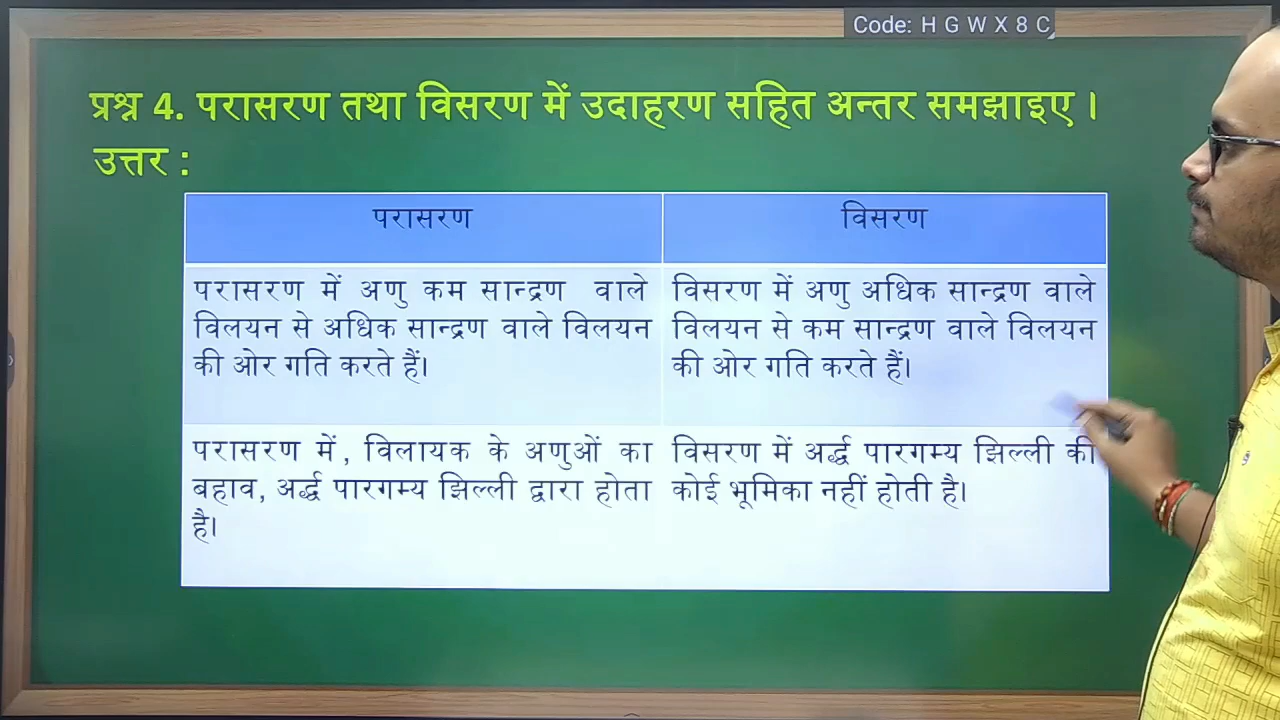 Code: H G W X 8 C
प्रश्न 4. परासरण तथा विसरण में उदाहरण सहित अन्तर समझाइए ।
उत्तर :
परासरण
विसरण
परासरण में अणु कम सान्द्रण वाले
विलयन से अधिक सान्द्रण वाले विलयन
की ओर गति करते हैं।
विसरण में अणु अधिक सान्द्रण वाले
विलयन से कम सान्द्रण वाले विलयन
की ओर गति करते हैं।
परासरण में, विलायक के अणुओं का
बहाव, अर्द्ध पारगम्य झिल्ली द्वारा होता
है।
विसरण में अर्द्ध पारगम्य झिल्ली की
कोई भूमिका नहीं होती है।